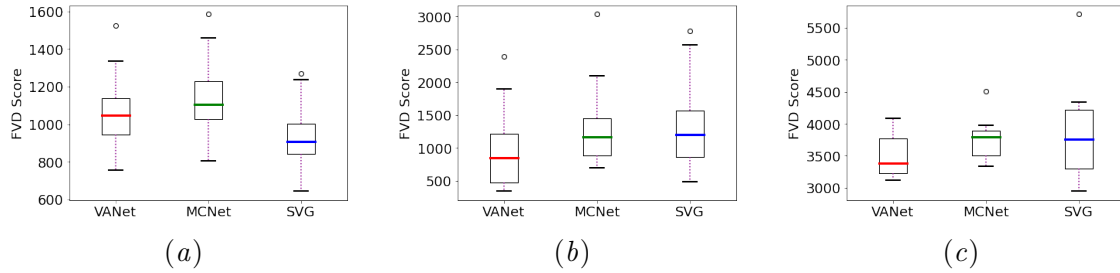 FVD Score
1600
1400
1200
1000
800
600
VANet MCNet SVG
(a)
FVD Score
3000
2500
2000
1500
1000
500
VANet MCNet SVG
(b)
FVD Score
5500
5000
4500
4000
3500
3000
VANet MCNet SVG
(c)